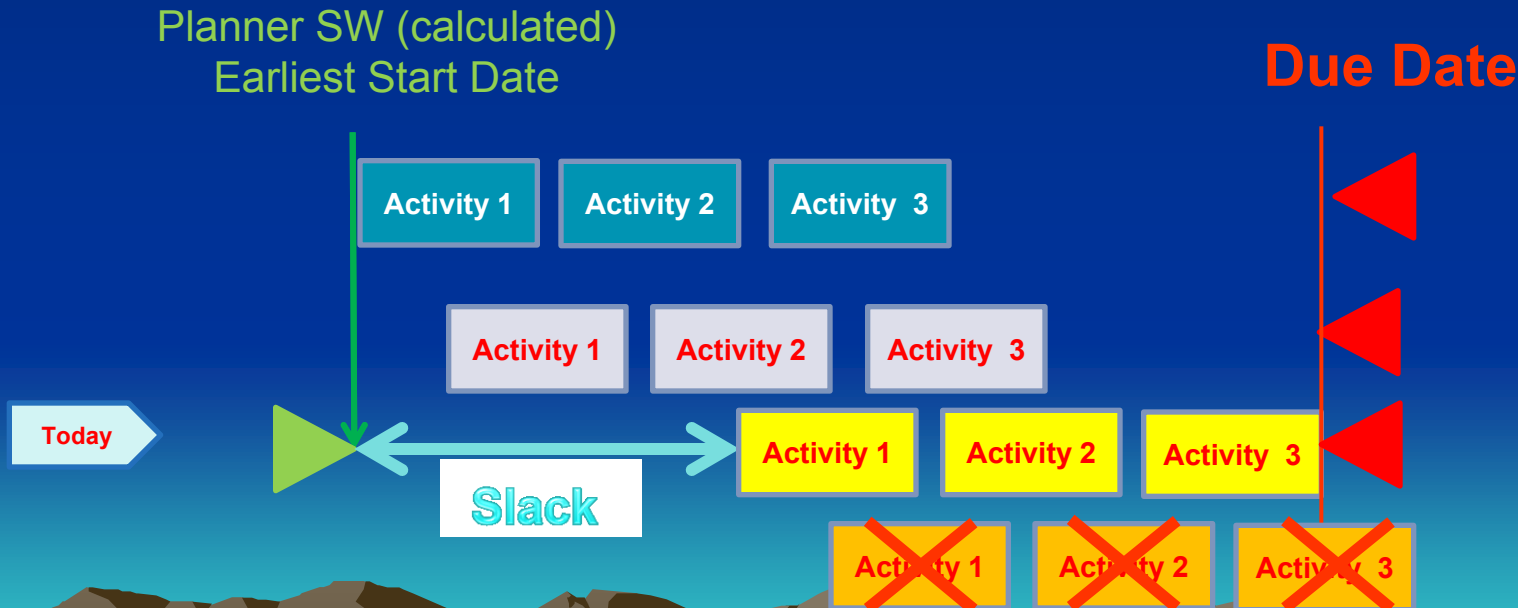 Planner SW (calculated)
Earliest Start Date
Due Date
Activity 1
Activity 2
Activity 3
Activity 1
Activity 2
Activity 3
Today
Slack
Activity 1
Activity 2
Activity 3
Activity 1
Activity 2
Activity 3